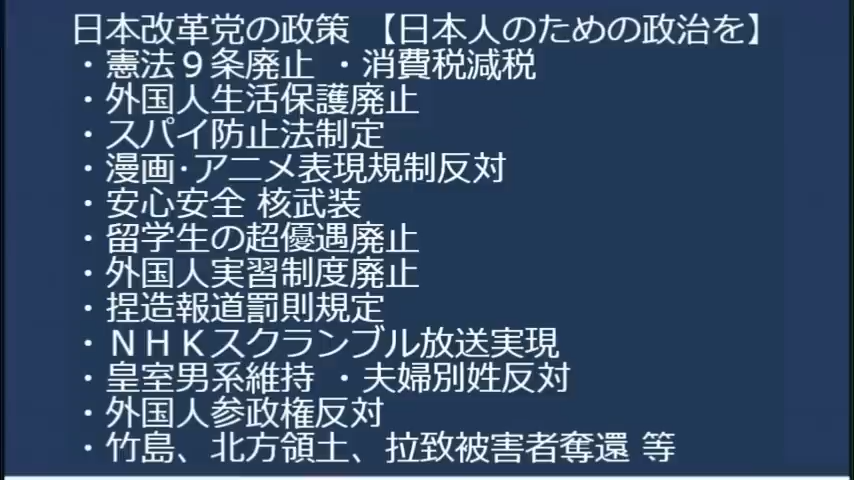 日本改革党の政策 【日本人のための政治を】
・憲法９条廃止 ・消費税減税
・外国人生活保護廃止
・スパイ防止法制定
・漫画･アニメ表現規制反対
・安心安全 核武装
・留学生の超優遇廃止
・外国人実習制度廃止
・捏造報道罰則規定
・ＮＨＫスクランブル放送実現
・皇室男系維持 ・夫婦別姓反対
・外国人参政権反対
・竹島、北方領土、拉致被害者奪還 等